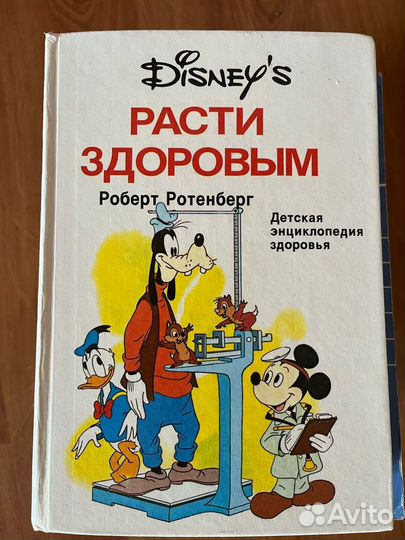 Disney's
РАСТИ
ЗДОРОВЫМ
Роберт Ротенберг
Детская
энциклопедия
здоровья
Avito